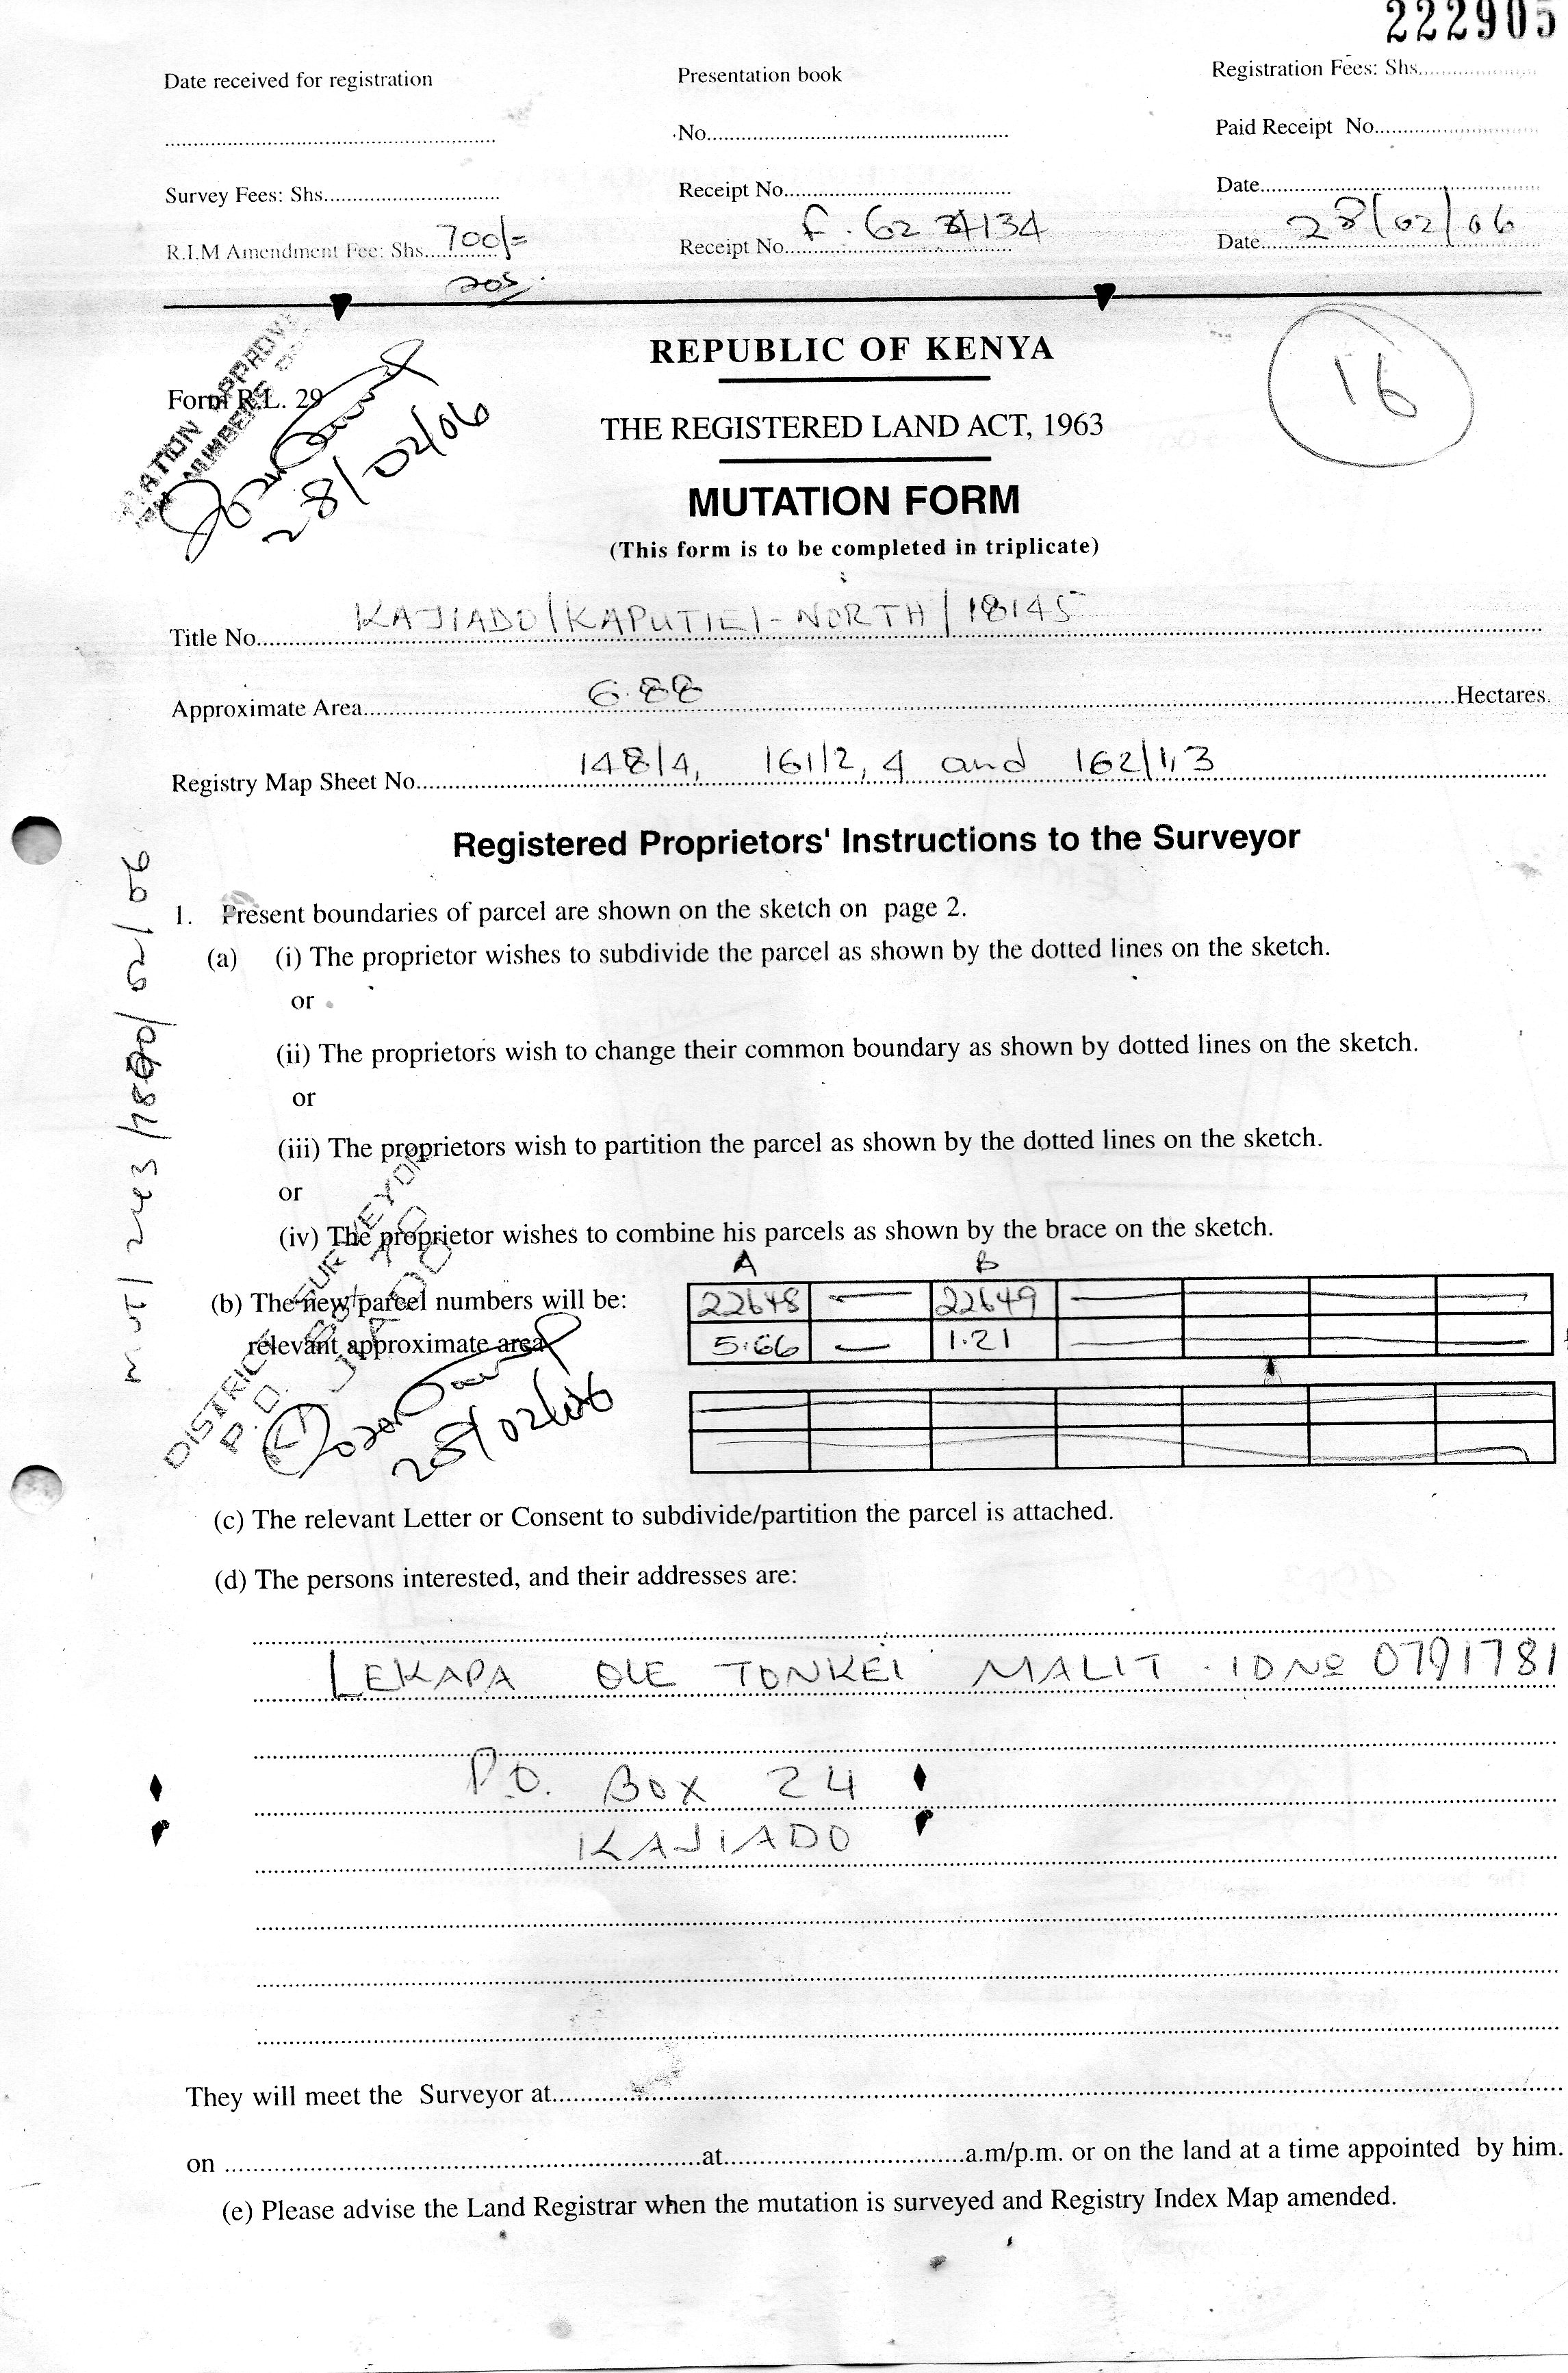 222905
Date received for registration
Presentation book
Registration Fees: Shs.
No.
Paid Receipt No.
Survey Fees: Shs.
Receipt No.
Date
R.I.M Amendment Fee: Shs. 700/=
Receipt No. F. 6234134
Date 28/02/06
REPUBLIC OF KENYA
16
Form R.L. 29
28/02/06
THE REGISTERED LAND ACT, 1963
MUTATION FORM
(This form is to be completed in triplicate)
Title No. KAJIADO/KAPUTIEI-NORTH/18145
Approximate Area 6.88 Hectares.
Registry Map Sheet No. 148/4, 161/2, 4 and 162/1,3
Registered Proprietors' Instructions to the Surveyor
1. Present boundaries of parcel are shown on the sketch on page 2.
(a) (i) The proprietor wishes to subdivide the parcel as shown by the dotted lines on the sketch.
or
(ii) The proprietors wish to change their common boundary as shown by dotted lines on the sketch.
or
(iii) The proprietors wish to partition the parcel as shown by the dotted lines on the sketch.
or
(iv) The proprietor wishes to combine his parcels as shown by the brace on the sketch.
A B
(b) The new parcel numbers will be: 22648 — 22649
relevant approximate area 5.66 — 1.21
DISTRICT SURVEYOR
KAJIADO
28/02/06
(c) The relevant Letter or Consent to subdivide/partition the parcel is attached.
(d) The persons interested, and their addresses are:
LEKAPA OLE TONKEI MALIT . ID No 0791781
P.O. BOX 24
KAJIADO
They will meet the Surveyor at
on at a.m/p.m. or on the land at a time appointed by him.
(e) Please advise the Land Registrar when the mutation is surveyed and Registry Index Map amended.